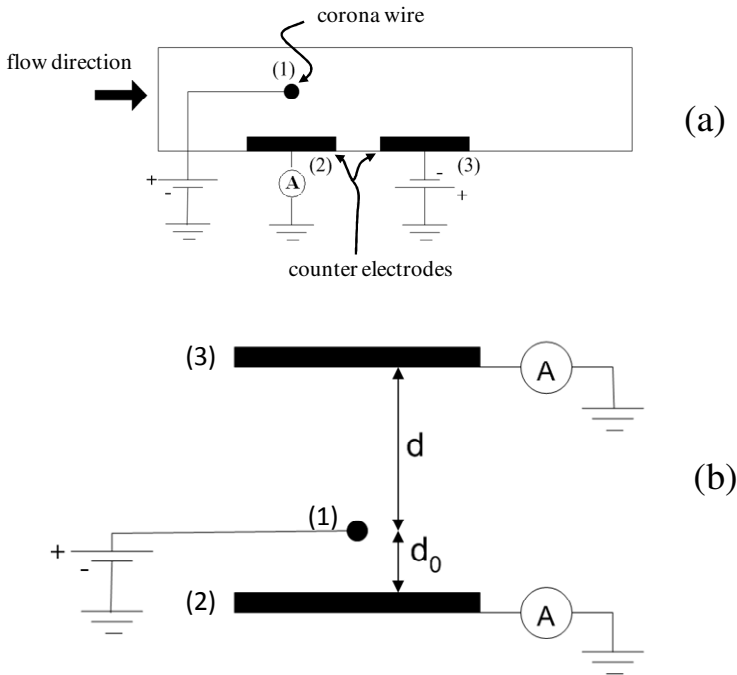 corona wire
flow direction
(1)
(a)
(2)
(3)
+
-
A
-
+
counter electrodes
(3)
A
d
(b)
(1)
+
-
d0
(2)
A